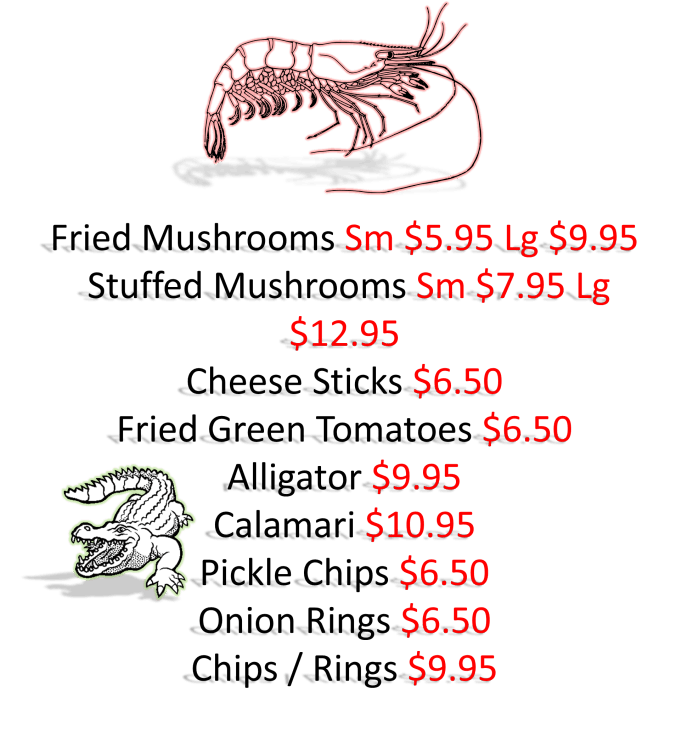 Fried Mushrooms Sm $5.95 Lg $9.95
Stuffed Mushrooms Sm $7.95 Lg
$12.95
Cheese Sticks $6.50
Fried Green Tomatoes $6.50
Alligator $9.95
Calamari $10.95
Pickle Chips $6.50
Onion Rings $6.50
Chips / Rings $9.95